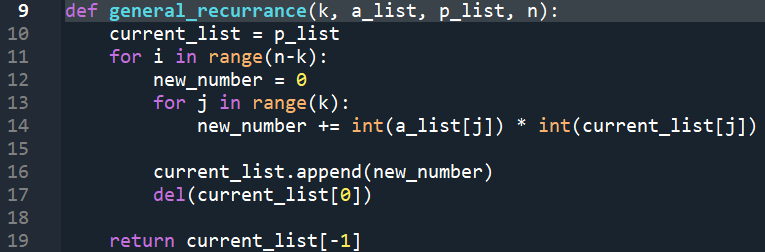 9 def general_recurrance(k, a_list, p_list, n):
10     current_list = p_list
11     for i in range(n-k):
12         new_number = 0
13         for j in range(k):
14             new_number += int(a_list[j]) * int(current_list[j])
15
16         current_list.append(new_number)
17         del(current_list[0])
18
19     return current_list[-1]